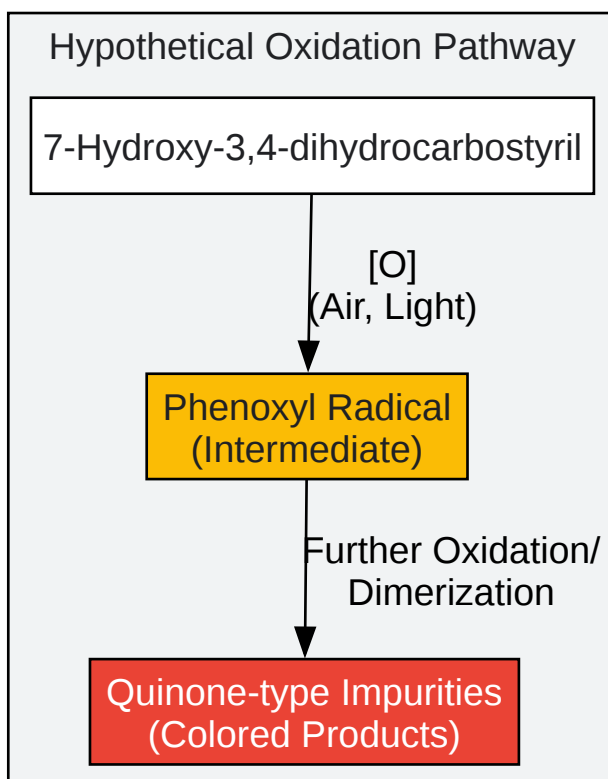 Hypothetical Oxidation Pathway
7-Hydroxy-3,4-dihydrocarbostyril
[O]
(Air, Light)
Phenoxyl Radical
(Intermediate)
Further Oxidation/
Dimerization
Quinone-type Impurities
(Colored Products)